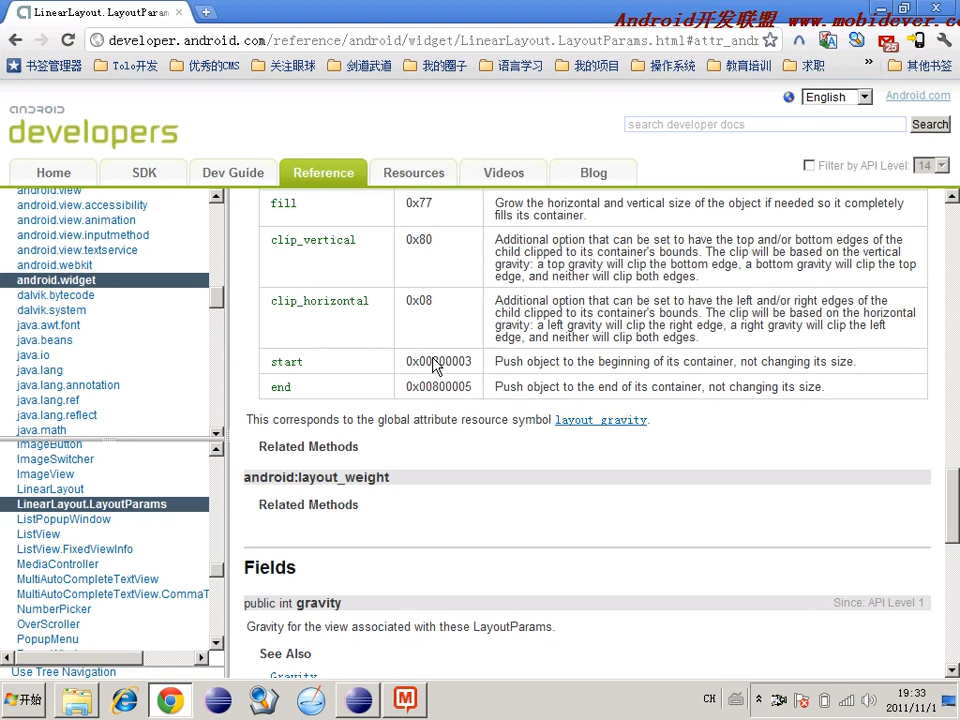 LinearLayout.LayoutParam
Android开发联盟 www.mobidever.c
developer.android.com/reference/android/widget/LinearLayout.LayoutParams.html#attr_andr
书签管理器 Tolo开发 优秀的CMS 关注眼球 剑道武道 我的圈子 语言学习 我的项目 操作系统 教育培训 求职 » 其他书签
android
developers
English Android.com
search developer docs Search
Home SDK Dev Guide Reference Resources Videos Blog
Filter by API Level: 14
android.view
android.view.accessibility
android.view.animation
android.view.inputmethod
android.view.textservice
android.webkit
android.widget
dalvik.bytecode
dalvik.system
java.awt.font
java.beans
java.io
java.lang
java.lang.annotation
java.lang.ref
java.lang.reflect
java.math
ImageButton
ImageSwitcher
ImageView
LinearLayout
LinearLayout.LayoutParams
ListPopupWindow
ListView
ListView.FixedViewInfo
MediaController
MultiAutoCompleteTextView
MultiAutoCompleteTextView.CommaT
NumberPicker
OverScroller
PopupMenu
Use Tree Navigation
fill 0x77 Grow the horizontal and vertical size of the object if needed so it completely
fills its container.
clip_vertical 0x80 Additional option that can be set to have the top and/or bottom edges of the
child clipped to its container's bounds. The clip will be based on the vertical
gravity: a top gravity will clip the bottom edge, a bottom gravity will clip the top
edge, and neither will clip both edges.
clip_horizontal 0x08 Additional option that can be set to have the left and/or right edges of the
child clipped to its container's bounds. The clip will be based on the horizontal
gravity: a left gravity will clip the right edge, a right gravity will clip the left
edge, and neither will clip both edges.
start 0x00800003 Push object to the beginning of its container, not changing its size.
end 0x00800005 Push object to the end of its container, not changing its size.
This corresponds to the global attribute resource symbol layout_gravity.
Related Methods
android:layout_weight
Related Methods
Fields
public int gravity Since: API Level 1
Gravity for the view associated with these LayoutParams.
See Also
Gravity
开始 CH 19:33
2011/11/1